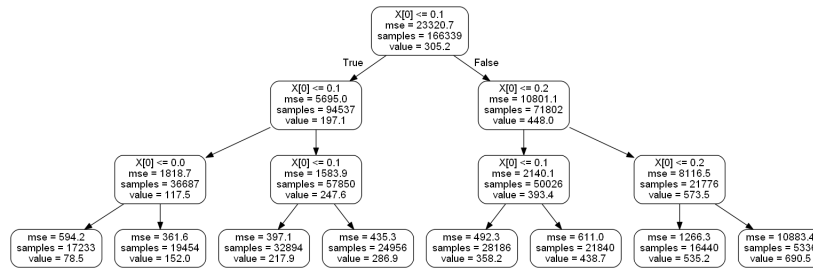 X[0] <= 0.1
mse = 23320.7
samples = 166339
value = 305.2
True
False
X[0] <= 0.1
mse = 5695.0
samples = 94537
value = 197.1
X[0] <= 0.2
mse = 10801.1
samples = 71802
value = 448.0
X[0] <= 0.0
mse = 1818.7
samples = 36687
value = 117.5
X[0] <= 0.1
mse = 1583.9
samples = 57850
value = 247.6
X[0] <= 0.1
mse = 2140.1
samples = 50026
value = 393.4
X[0] <= 0.2
mse = 8116.5
samples = 21776
value = 573.5
mse = 594.2
samples = 17233
value = 78.5
mse = 361.6
samples = 19454
value = 152.0
mse = 397.1
samples = 32894
value = 217.9
mse = 435.3
samples = 24956
value = 286.9
mse = 492.3
samples = 28186
value = 358.2
mse = 611.0
samples = 21840
value = 438.7
mse = 1266.3
samples = 16440
value = 535.2
mse = 10883.4
samples = 5336
value = 690.5